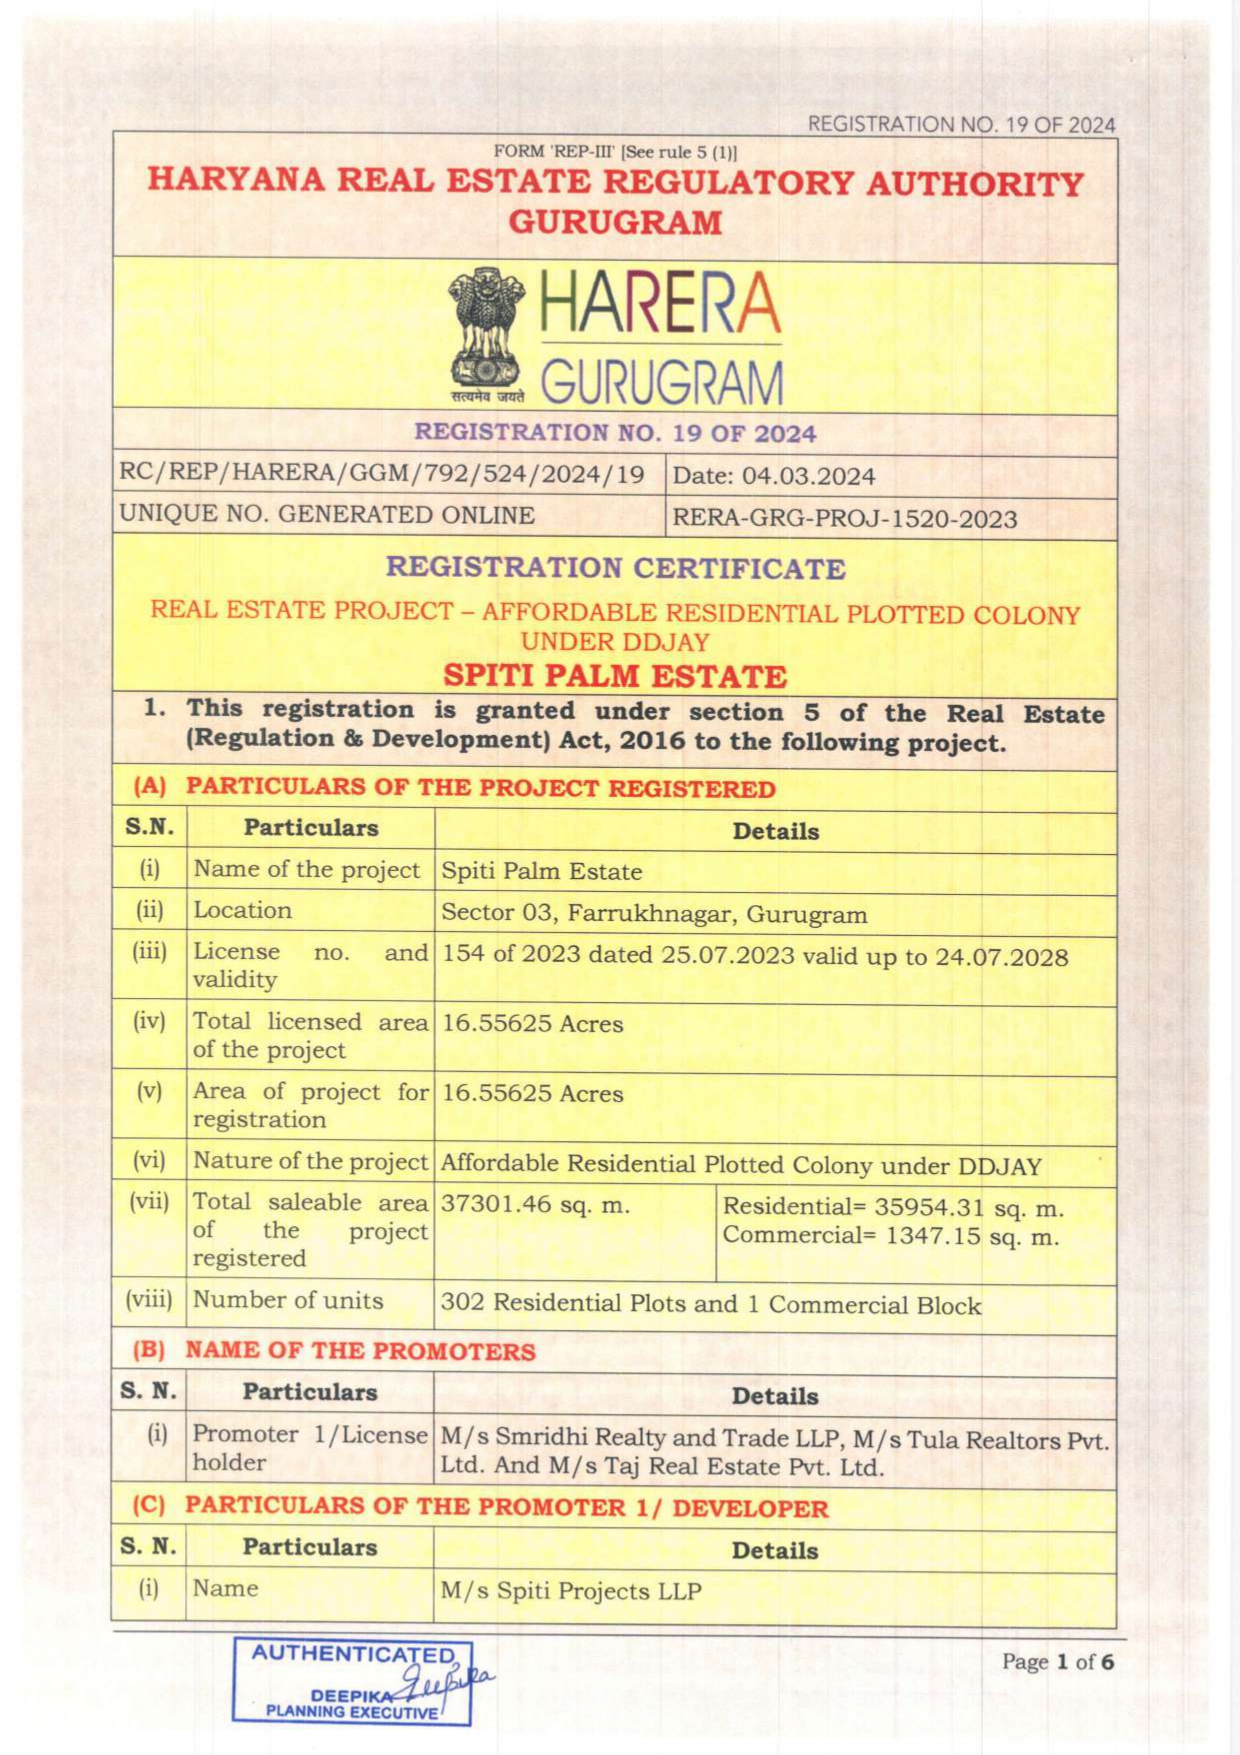 REGISTRATION NO. 19 OF 2024
FORM 'REP-III' [See rule 5 (1)]
HARYANA REAL ESTATE REGULATORY AUTHORITY
GURUGRAM
HARERA
GURUGRAM
सत्यमेव जयते
REGISTRATION NO. 19 OF 2024
RC/REP/HARERA/GGM/792/524/2024/19 Date: 04.03.2024
UNIQUE NO. GENERATED ONLINE RERA-GRG-PROJ-1520-2023
REGISTRATION CERTIFICATE
REAL ESTATE PROJECT – AFFORDABLE RESIDENTIAL PLOTTED COLONY
UNDER DDJAY
SPITI PALM ESTATE
1. This registration is granted under section 5 of the Real Estate
(Regulation & Development) Act, 2016 to the following project.
(A) PARTICULARS OF THE PROJECT REGISTERED
S.N. Particulars Details
(i) Name of the project Spiti Palm Estate
(ii) Location Sector 03, Farrukhnagar, Gurugram
(iii) License no. and 154 of 2023 dated 25.07.2023 valid up to 24.07.2028
validity
(iv) Total licensed area 16.55625 Acres
of the project
(v) Area of project for 16.55625 Acres
registration
(vi) Nature of the project Affordable Residential Plotted Colony under DDJAY
(vii) Total saleable area 37301.46 sq. m. Residential= 35954.31 sq. m.
of the project Commercial= 1347.15 sq. m.
registered
(viii) Number of units 302 Residential Plots and 1 Commercial Block
(B) NAME OF THE PROMOTERS
S. N. Particulars Details
(i) Promoter 1/License M/s Smridhi Realty and Trade LLP, M/s Tula Realtors Pvt.
holder Ltd. And M/s Taj Real Estate Pvt. Ltd.
(C) PARTICULARS OF THE PROMOTER 1/ DEVELOPER
S. N. Particulars Details
(i) Name M/s Spiti Projects LLP
AUTHENTICATED
Deepika
DEEPIKA
PLANNING EXECUTIVE
Page 1 of 6